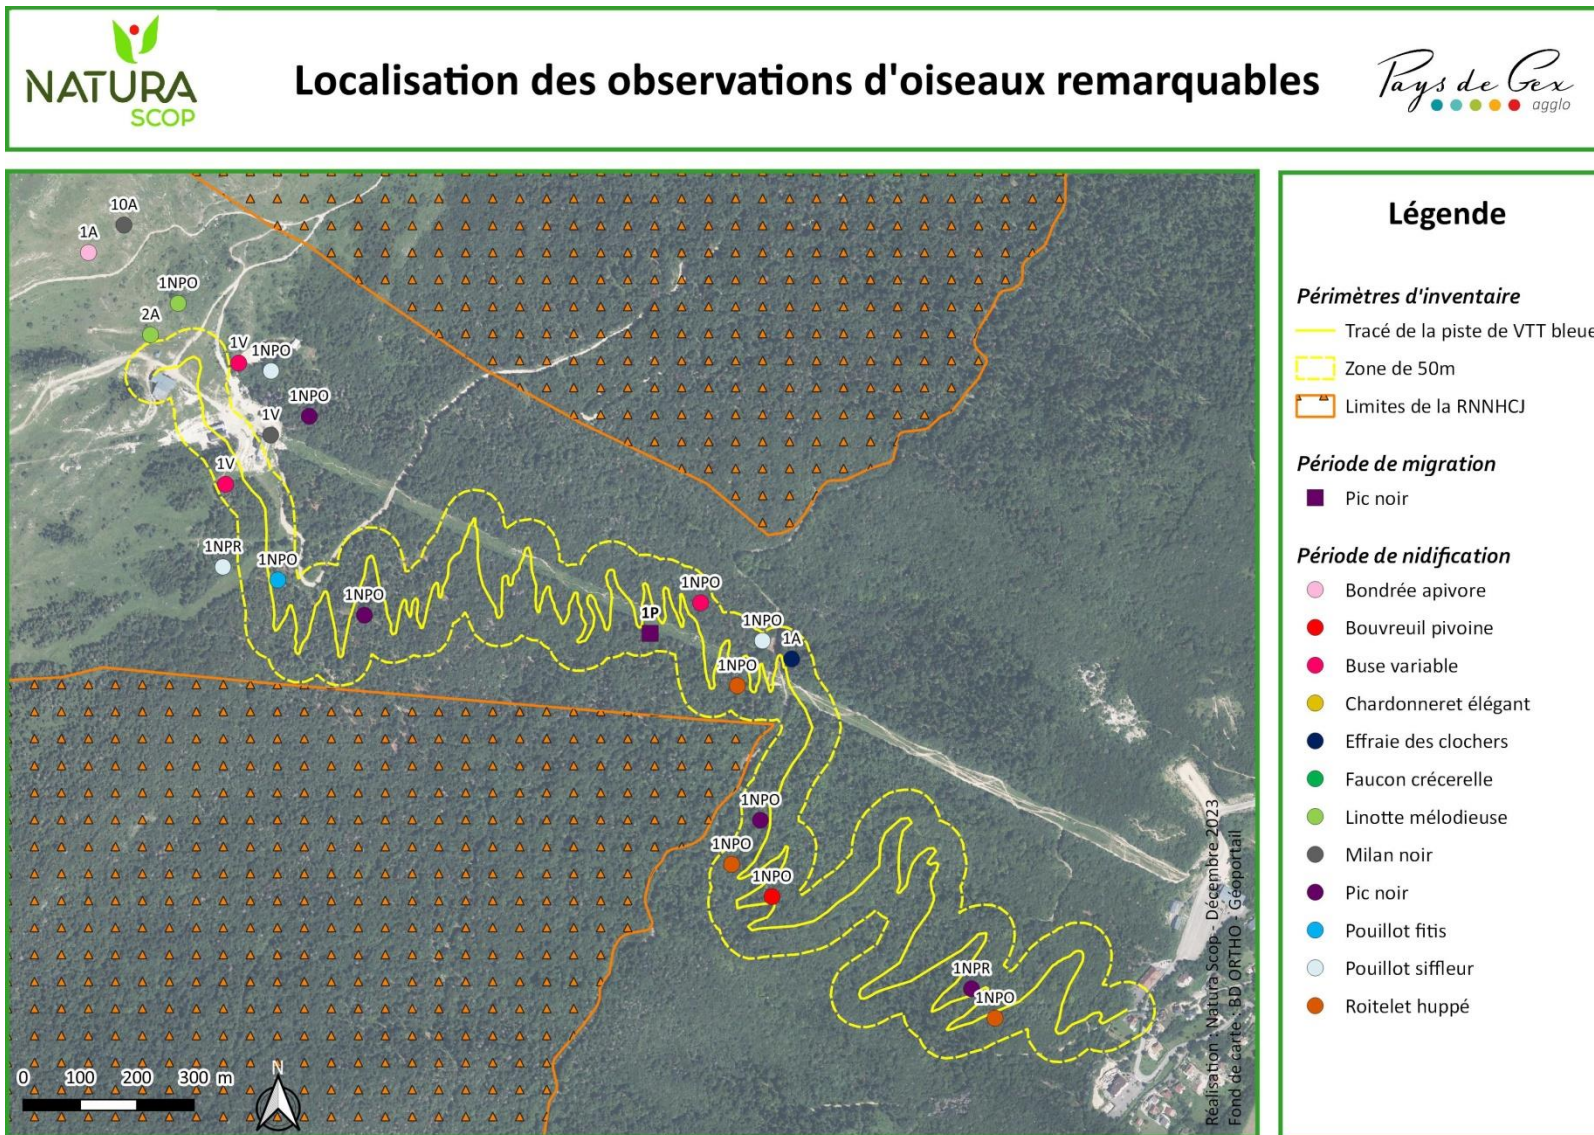 NATURA
SCOP
Localisation des observations d'oiseaux remarquables
Pays de Gex
agglo
10A
1A
1NPO
2A
1V
1NPO
1NPO
1V
1V
1NPR
1NPO
1NPO
1NPO
1P
1NPO
1A
1NPO
1NPO
1NPO
1NPO
1NPR
1NPO
0 100 200 300 m
N
Réalisation : Natura Scop - Décembre 2023
Fond de carte : BD ORTHO - Géoportail
Légende
Périmètres d'inventaire
Tracé de la piste de VTT bleue
Zone de 50m
Limites de la RNNHCJ
Période de migration
Pic noir
Période de nidification
Bondrée apivore
Bouvreuil pivoine
Buse variable
Chardonneret élégant
Effraie des clochers
Faucon crécerelle
Linotte mélodieuse
Milan noir
Pic noir
Pouillot fitis
Pouillot siffleur
Roitelet huppé